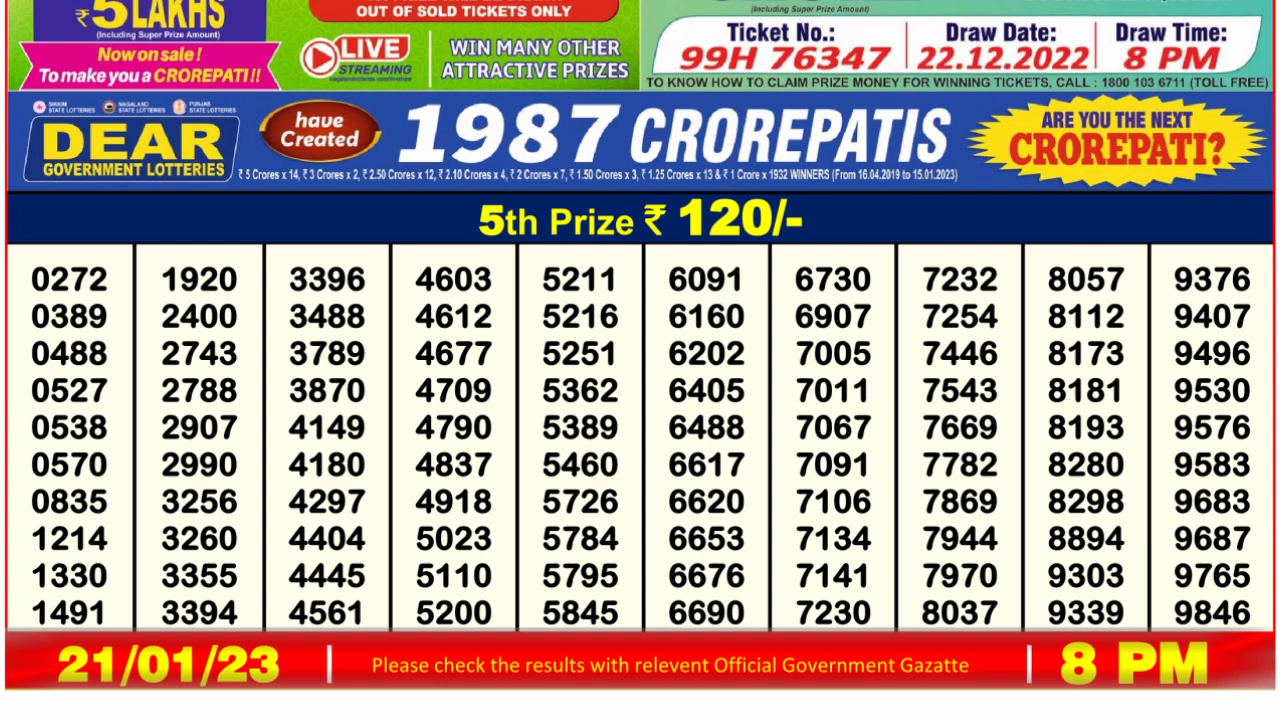 ₹5 LAKHS
(Including Super Prize Amount)
Now on sale !
To make you a CROREPATI !!
OUT OF SOLD TICKETS ONLY
LIVE
STREAMING
WIN MANY OTHER
ATTRACTIVE PRIZES
(Including Super Prize Amount)
Ticket No.: Draw Date: Draw Time:
99H 76347 22.12.2022 8 PM
TO KNOW HOW TO CLAIM PRIZE MONEY FOR WINNING TICKETS, CALL : 1800 103 6711 (TOLL FREE)
SIKKIM STATE LOTTERIES NAGALAND STATE LOTTERIES PUNJAB STATE LOTTERIES
DEAR
GOVERNMENT LOTTERIES
have
Created
1987 CROREPATIS
₹ 5 Crores x 14, ₹ 3 Crores x 2, ₹ 2.50 Crores x 12, ₹ 2.10 Crores x 4, ₹ 2 Crores x 7, ₹ 1.50 Crores x 3, ₹ 1.25 Crores x 13 & ₹ 1 Crore x 1932 WINNERS (From 16.04.2019 to 15.01.2023)
ARE YOU THE NEXT
CROREPATI?
5th Prize ₹ 120/-
0272 1920 3396 4603 5211 6091 6730 7232 8057 9376
0389 2400 3488 4612 5216 6160 6907 7254 8112 9407
0488 2743 3789 4677 5251 6202 7005 7446 8173 9496
0527 2788 3870 4709 5362 6405 7011 7543 8181 9530
0538 2907 4149 4790 5389 6488 7067 7669 8193 9576
0570 2990 4180 4837 5460 6617 7091 7782 8280 9583
0835 3256 4297 4918 5726 6620 7106 7869 8298 9683
1214 3260 4404 5023 5784 6653 7134 7944 8894 9687
1330 3355 4445 5110 5795 6676 7141 7970 9303 9765
1491 3394 4561 5200 5845 6690 7230 8037 9339 9846
21/01/23 Please check the results with relevent Official Government Gazatte 8 PM